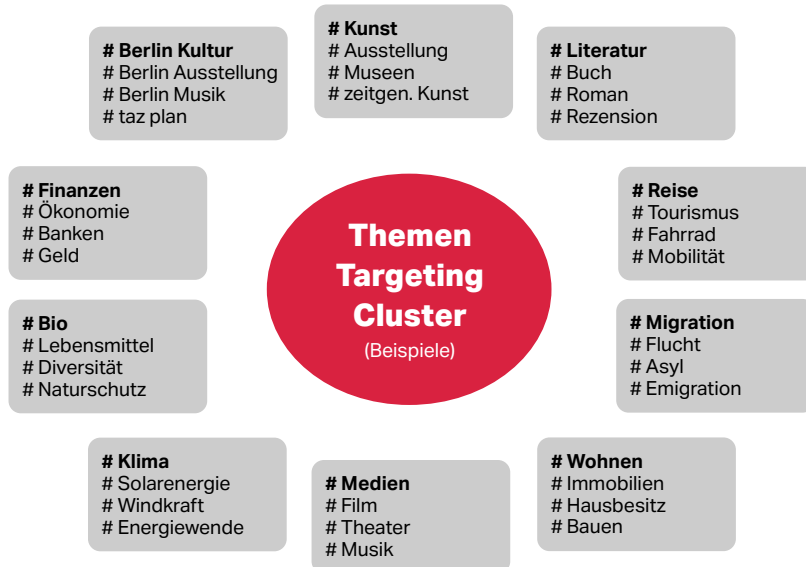 # Berlin Kultur
# Berlin Ausstellung
# Berlin Musik
# taz plan
# Kunst
# Ausstellung
# Museen
# zeitgen. Kunst
# Literatur
# Buch
# Roman
# Rezension
# Finanzen
# Ökonomie
# Banken
# Geld
Themen
Targeting
Cluster
(Beispiele)
# Reise
# Tourismus
# Fahrrad
# Mobilität
# Bio
# Lebensmittel
# Diversität
# Naturschutz
# Migration
# Flucht
# Asyl
# Emigration
# Klima
# Solarenergie
# Windkraft
# Energiewende
# Medien
# Film
# Theater
# Musik
# Wohnen
# Immobilien
# Hausbesitz
# Bauen